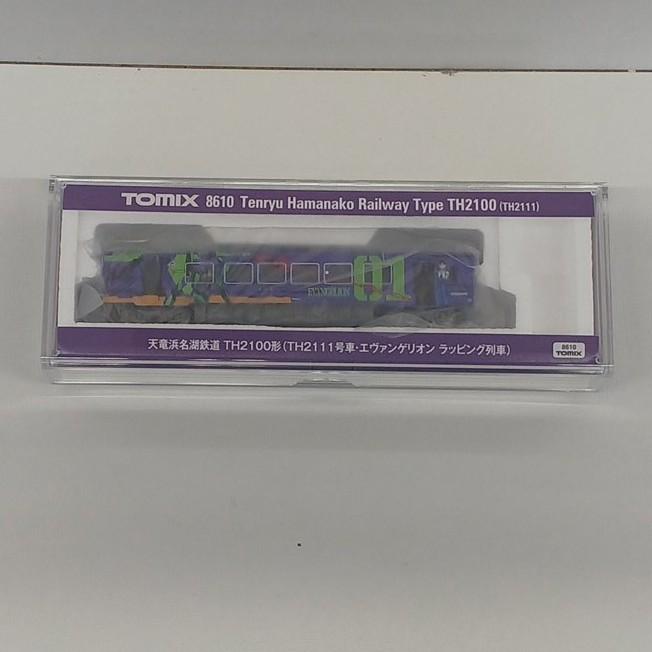 TOMIX 8610 Tenryu Hamanako Railway Type TH2100 (TH2111)
EVANGELION 01
天竜浜名湖鉄道 TH2100形(TH2111号車・エヴァンゲリオン ラッピング列車)
8610
TOMIX